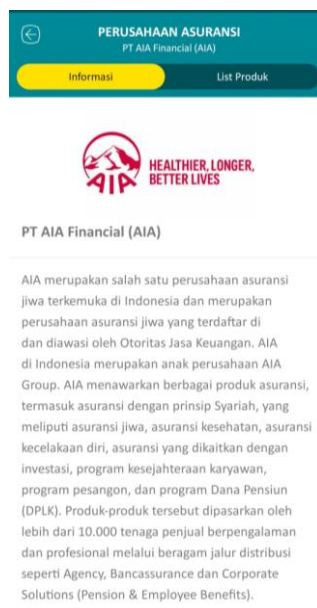 PERUSAHAAN ASURANSI
PT AIA Financial (AIA)
Informasi
List Produk
AIA
HEALTHIER, LONGER,
BETTER LIVES
PT AIA Financial (AIA)
AIA merupakan salah satu perusahaan asuransi
jiwa terkemuka di Indonesia dan merupakan
perusahaan asuransi jiwa yang terdaftar di
dan diawasi oleh Otoritas Jasa Keuangan. AIA
di Indonesia merupakan anak perusahaan AIA
Group. AIA menawarkan berbagai produk asuransi,
termasuk asuransi dengan prinsip Syariah, yang
meliputi asuransi jiwa, asuransi kesehatan, asuransi
kecelakaan diri, asuransi yang dikaitkan dengan
investasi, program kesejahteraan karyawan,
program pesangon, dan program Dana Pensiun
(DPLK). Produk-produk tersebut dipasarkan oleh
lebih dari 10.000 tenaga penjual berpengalaman
dan profesional melalui beragam jalur distribusi
seperti Agency, Bancassurance dan Corporate
Solutions (Pension & Employee Benefits).